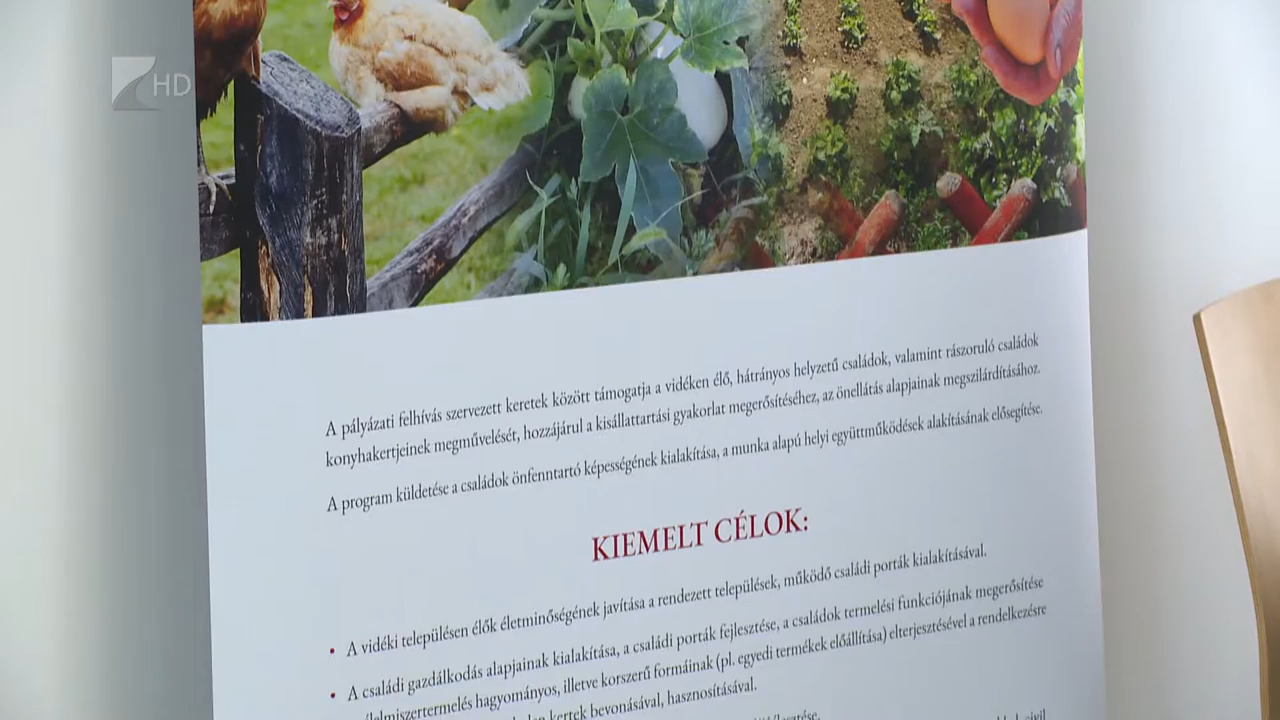 HD
A pályázati felhívás szervezett keretek között támogatja a vidéken élő, hátrányos helyzetű családok, valamint rászoruló családok
konyhakertjeinek megművelését, hozzájárul a kisállattartási gyakorlat megerősítéséhez, az önellátás alapjainak megszilárdításához.
A program küldetése a családok önfenntartó képességének kialakítása, a munka alapú helyi együttműködések alakításának elősegítése.
KIEMELT CÉLOK:
• A vidéki településen élők életminőségének javítása a rendezett települések, működő családi porták kialakításával.
• A családi gazdálkodás alapjainak kialakítása, a családi porták fejlesztése, a családok termelési funkciójának megerősítése
hagyományos, illetve korszerű formáinak (pl. egyedi termékek előállítása) elterjesztésével a rendelkezésre
kertek bevonásával, hasznosításával.